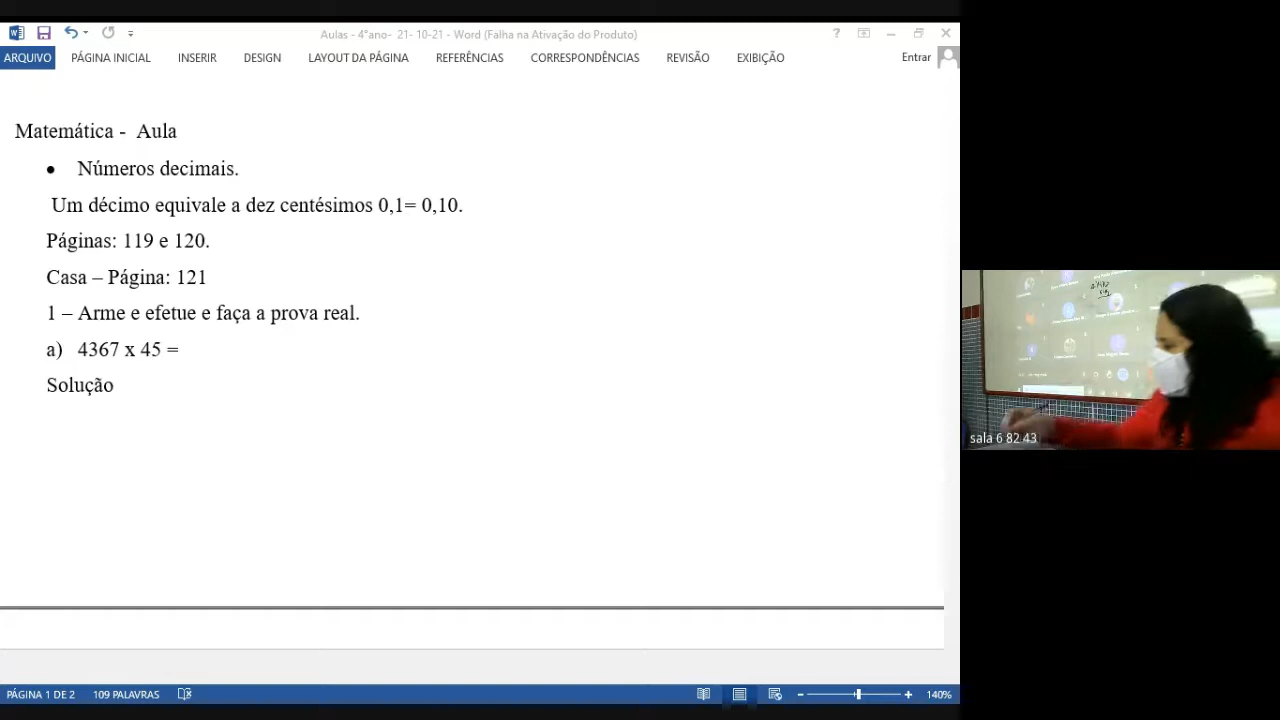 Aulas - 4°ano- 21- 10-21 - Word (Falha na Ativação do Produto)
?
ARQUIVO PÁGINA INICIAL INSERIR DESIGN LAYOUT DA PÁGINA REFERÊNCIAS CORRESPONDÊNCIAS REVISÃO EXIBIÇÃO Entrar
Matemática - Aula
• Números decimais.
Um décimo equivale a dez centésimos 0,1= 0,10.
Páginas: 119 e 120.
Casa – Página: 121
1 – Arme e efetue e faça a prova real.
a) 4367 x 45 =
Solução
sala 6 82.43
PÁGINA 1 DE 2 109 PALAVRAS 140%